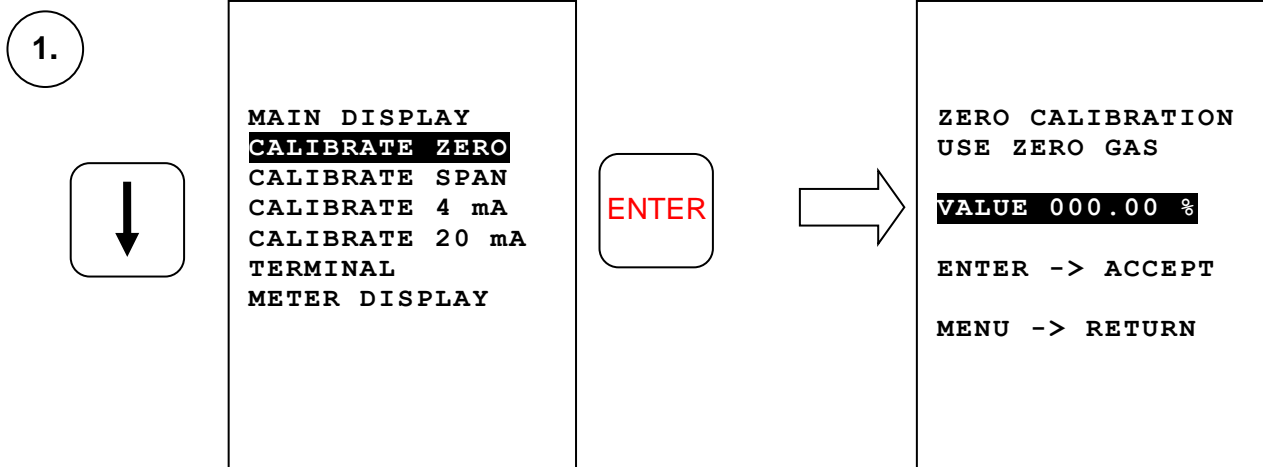 1.
MAIN DISPLAY
CALIBRATE ZERO
CALIBRATE SPAN
CALIBRATE 4 mA
CALIBRATE 20 mA
TERMINAL
METER DISPLAY
ENTER
ZERO CALIBRATION
USE ZERO GAS
VALUE 000.00 %
ENTER -> ACCEPT
MENU -> RETURN